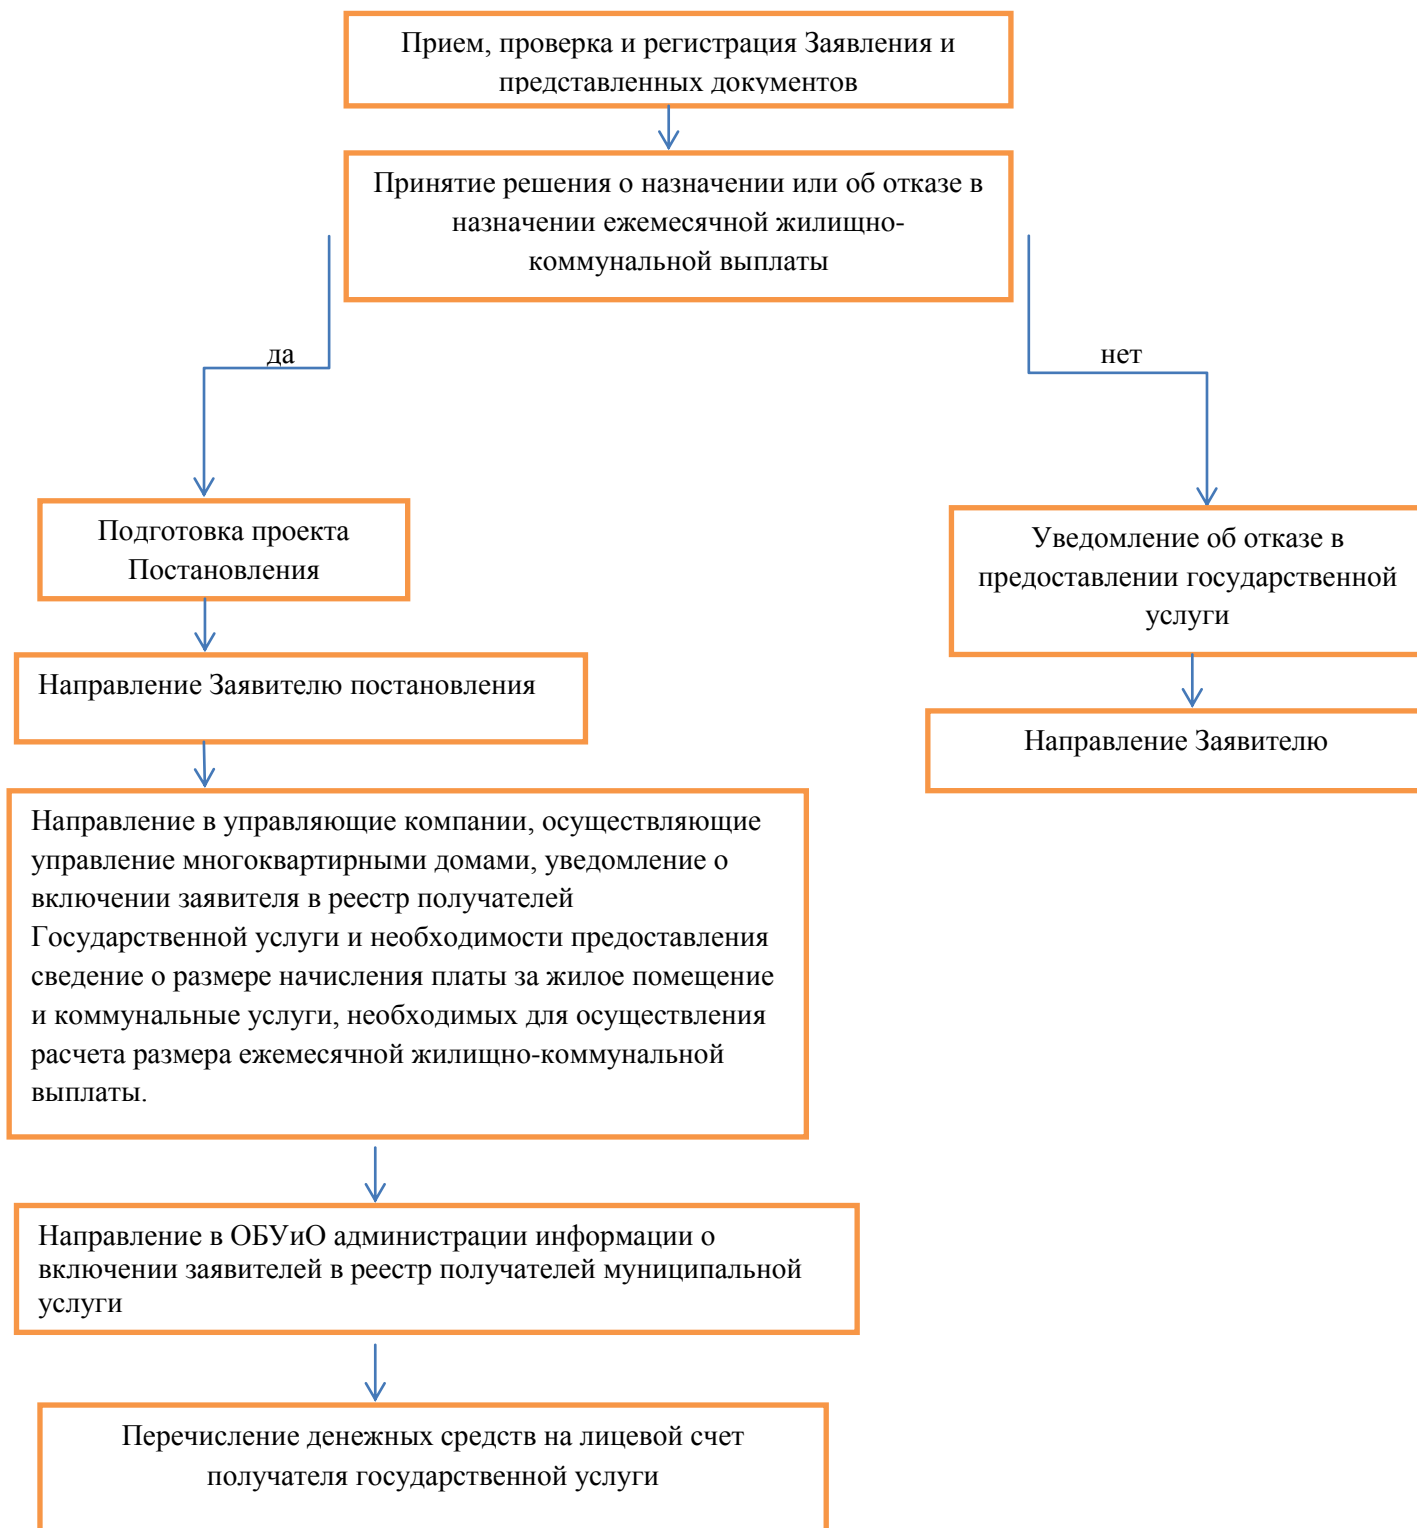 Прием, проверка и регистрация Заявления и
представленных документов
Принятие решения о назначении или об отказе в
назначении ежемесячной жилищно-
коммунальной выплаты
да
нет
Подготовка проекта
Постановления
Уведомление об отказе в
предоставлении государственной
услуги
Направление Заявителю постановления
Направление Заявителю
Направление в управляющие компании, осуществляющие
управление многоквартирными домами, уведомление о
включении заявителя в реестр получателей
Государственной услуги и необходимости предоставления
сведение о размере начисления платы за жилое помещение
и коммунальные услуги, необходимых для осуществления
расчета размера ежемесячной жилищно-коммунальной
выплаты.
Направление в ОБУиО администрации информации о
включении заявителей в реестр получателей муниципальной
услуги
Перечисление денежных средств на лицевой счет
получателя государственной услуги